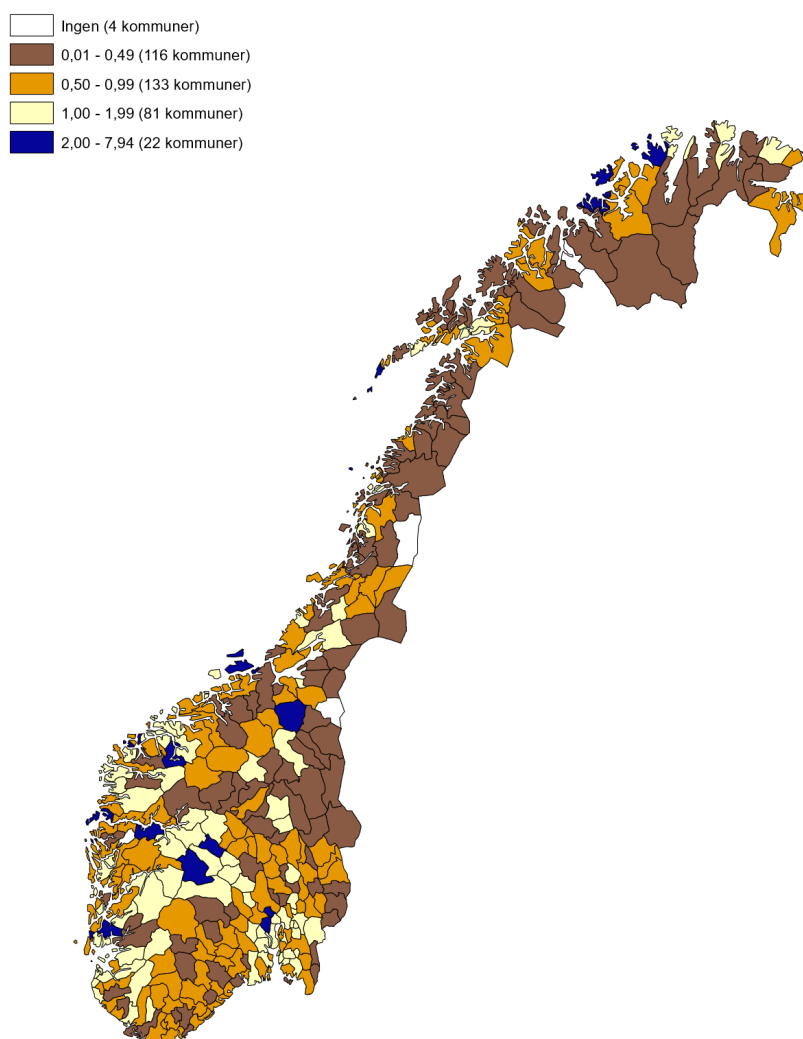 Ingen (4 kommuner)
0,01 - 0,49 (116 kommuner)
0,50 - 0,99 (133 kommuner)
1,00 - 1,99 (81 kommuner)
2,00 - 7,94 (22 kommuner)